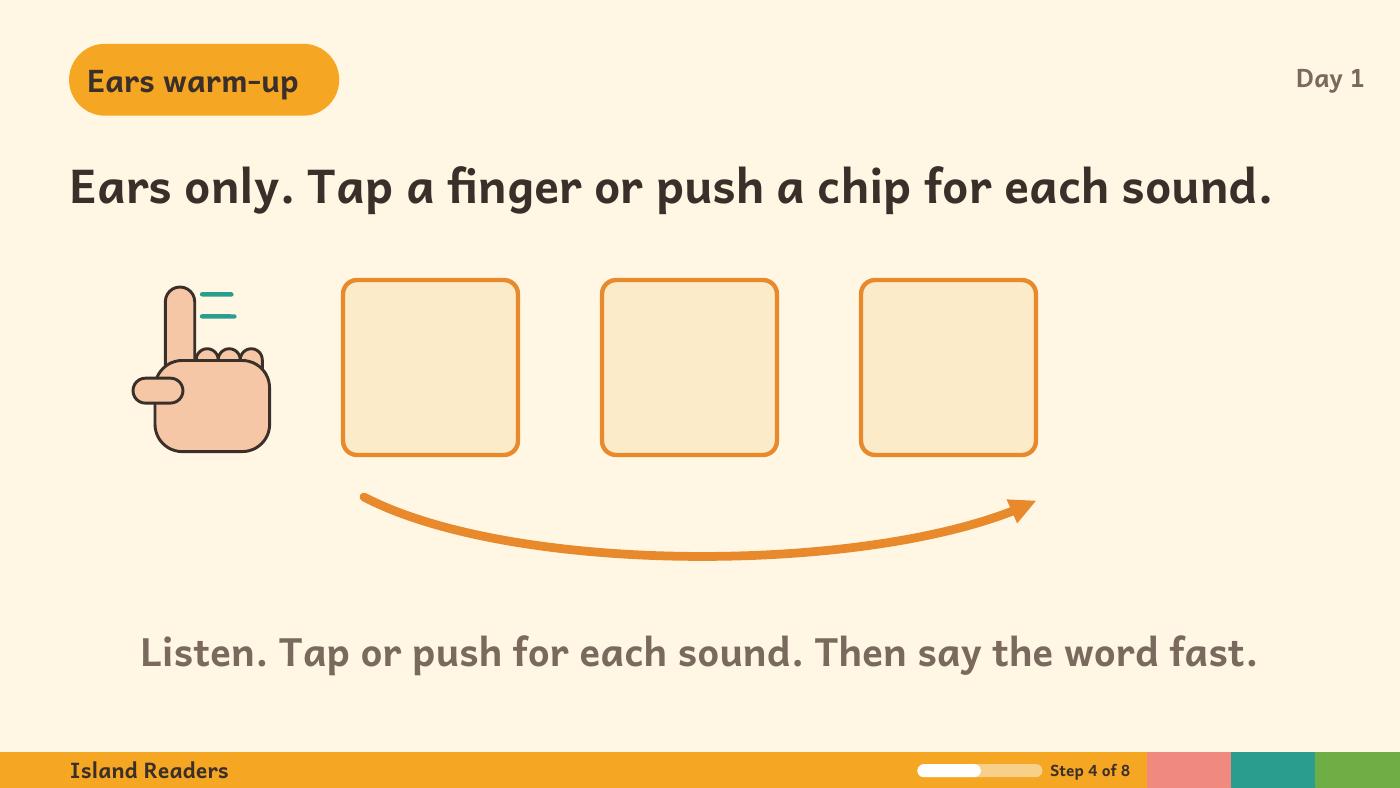 Ears warm-up
Day 1
Ears only. Tap a finger or push a chip for each sound.
Listen. Tap or push for each sound. Then say the word fast.
Island Readers
Step 4 of 8